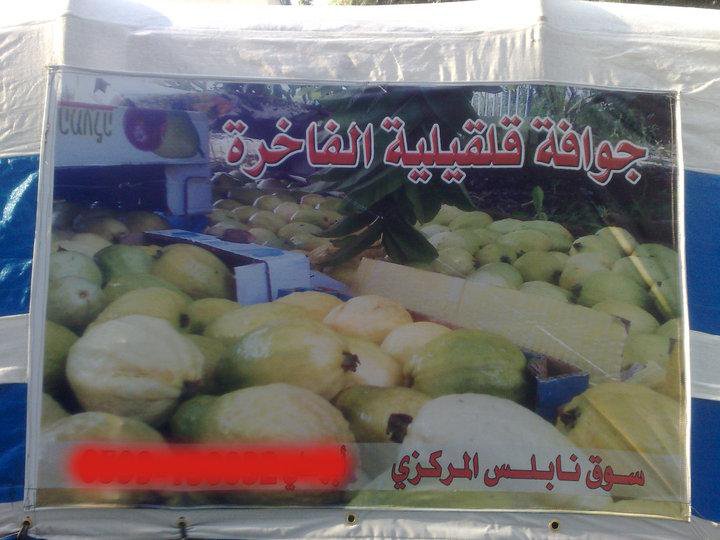 جوافة قلقيلية الفاخرة
سوق نابلس المركزي